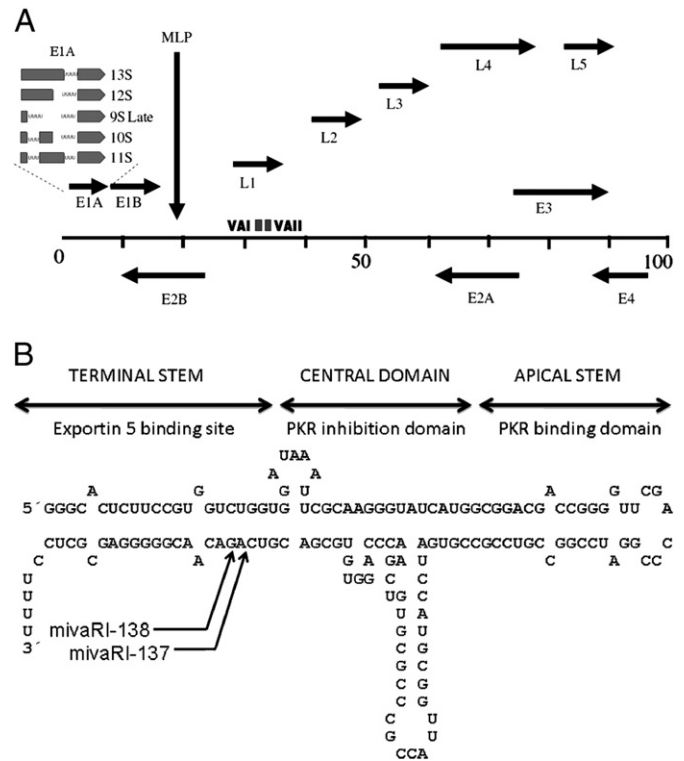 A
E1A
MLP
13S
12S
9S Late
10S
11S
E1A
E1B
L1
L2
L3
L4
L5
E3
VAI
VAII
0
50
100
E2B
E2A
E4
B
TERMINAL STEM
CENTRAL DOMAIN
APICAL STEM
Exportin 5 binding site
PKR inhibition domain
PKR binding domain
UAA
A A
A G G U A G CG
5´ GGGC CUCUUCCGU GUCUGGUG UCGCAAGGGUAUCAUGGCGGACG CCGGG UU A
CUCG GAGGGGGCA CAGACUGC AGCGU CCCAA GUGCCGCCUGC GGCCU GG C
C C A G A GA U C A CC
U UGG C C
U U G C
U G A
U U U
3´ G G
C C
G G
C G
C U
C U
G A
CCA
mivaRI-138
mivaRI-137